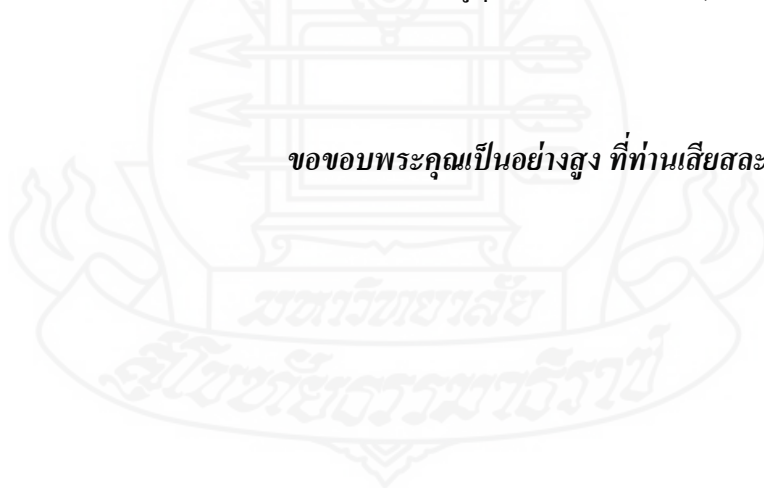 ขอขอบพระคุณเป็นอย่างสูง ที่ท่านเสียสละ
มหาวิทยาลัย
สุโขทัยธรรมาธิราช